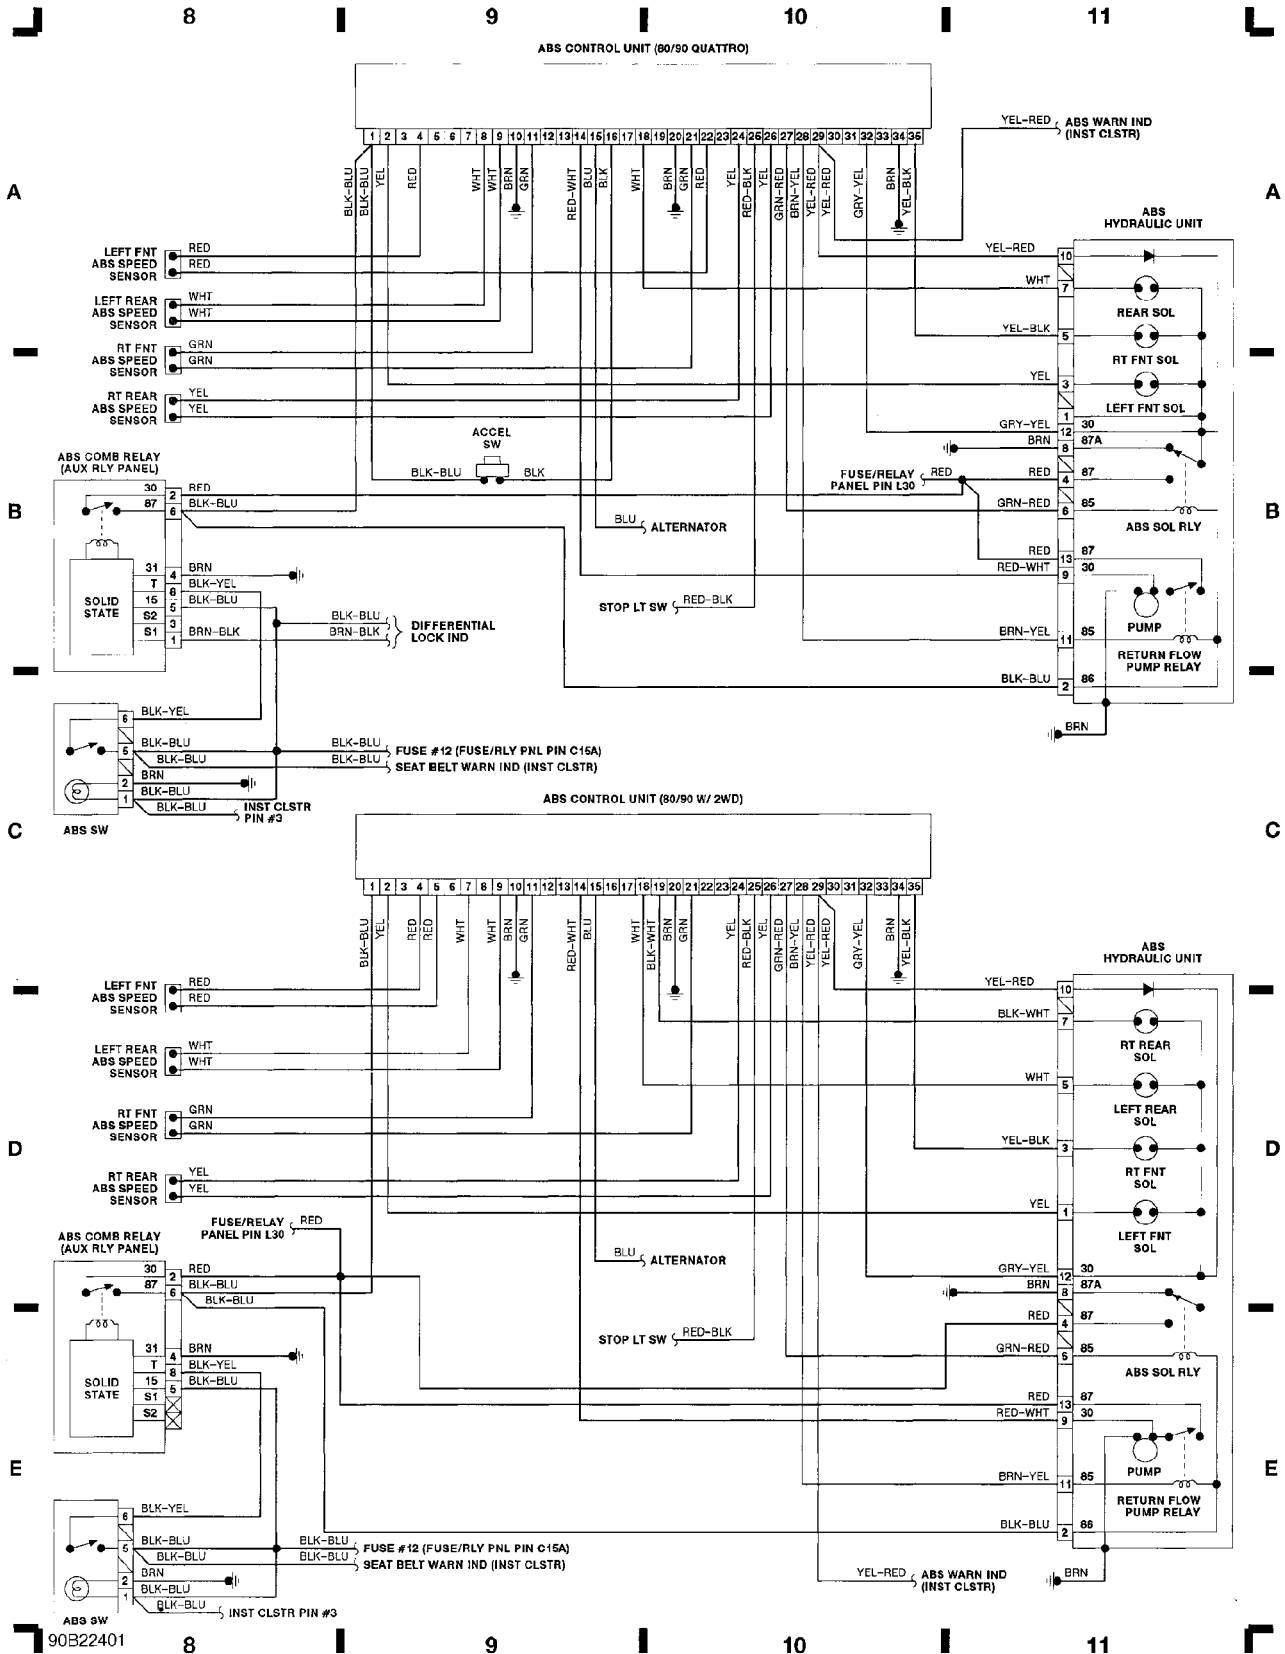 8 9 10 11
ABS CONTROL UNIT (80/90 QUATTRO)
1 2 3 4 5 6 7 8 9 10 11 12 13 14 15 16 17 18 19 20 21 22 23 24 25 26 27 28 29 30 31 32 33 34 35
YEL-RED
ABS WARN IND
(INST CLSTR)
BLK-BLU
BLK-BLU
YEL
RED
WHT
WHT
BRN
GRN
RED-WHT
BLU
BLK
WHT
BRN
GRN
RED
YEL
RED-BLK
YEL
GRN-RED
BRN-YEL
YEL-RED
YEL-RED
GRY-YEL
BRN
YEL-BLK
A A
ABS
HYDRAULIC UNIT
LEFT FNT
ABS SPEED
SENSOR
RED
RED
LEFT REAR
ABS SPEED
SENSOR
WHT
WHT
RT FNT
ABS SPEED
SENSOR
GRN
GRN
RT REAR
ABS SPEED
SENSOR
YEL
YEL
YEL-RED 10
WHT 7
REAR SOL
YEL-BLK 5
RT FNT SOL
YEL 3
LEFT FNT SOL
1
GRY-YEL 12 30
BRN 8 87A
FUSE/RELAY
PANEL PIN L30
RED
RED 4 87
GRN-RED 6 85
ABS SOL RLY
RED 13 87
RED-WHT 9 30
PUMP
BRN-YEL 11 85
RETURN FLOW
PUMP RELAY
BLK-BLU 2 86
BRN
ACCEL
SW
BLK-BLU BLK
ABS COMB RELAY
(AUX RLY PANEL)
30 2 RED
87 6 BLK-BLU
B B
BLU ALTERNATOR
SOLID
STATE
31 4 BRN
T 8 BLK-YEL
15 5 BLK-BLU
S2 3
S1 1 BRN-BLK
STOP LT SW RED-BLK
BLK-BLU
BRN-BLK
DIFFERENTIAL
LOCK IND
6 BLK-YEL
5 BLK-BLU
BLK-BLU
2 BRN
1 BLK-BLU
BLK-BLU
BLK-BLU FUSE #12 (FUSE/RLY PNL PIN C15A)
BLK-BLU SEAT BELT WARN IND (INST CLSTR)
INST CLSTR
PIN #3
ABS SW
C C
ABS CONTROL UNIT (80/90 W/ 2WD)
1 2 3 4 5 6 7 8 9 10 11 12 13 14 15 16 17 18 19 20 21 22 23 24 25 26 27 28 29 30 31 32 33 34 35
BLK-BLU
YEL
RED
RED
WHT
WHT
BRN
GRN
RED-WHT
BLU
WHT
BLK-WHT
BRN
GRN
YEL
RED-BLK
YEL
GRN-RED
BRN-YEL
YEL-RED
YEL-RED
GRY-YEL
BRN
YEL-BLK
ABS
HYDRAULIC UNIT
LEFT FNT
ABS SPEED
SENSOR
RED
RED
LEFT REAR
ABS SPEED
SENSOR
WHT
WHT
RT FNT
ABS SPEED
SENSOR
GRN
GRN
D D
RT REAR
ABS SPEED
SENSOR
YEL
YEL
YEL-RED 10
BLK-WHT 7
RT REAR
SOL
WHT 5
LEFT REAR
SOL
YEL-BLK 3
RT FNT
SOL
YEL 1
LEFT FNT
SOL
GRY-YEL 12 30
BRN 8 87A
RED 4 87
GRN-RED 6 85
ABS SOL RLY
RED 13 87
RED-WHT 9 30
PUMP
BRN-YEL 11 85
RETURN FLOW
PUMP RELAY
BLK-BLU 2 86
BRN
FUSE/RELAY
PANEL PIN L30
RED
ABS COMB RELAY
(AUX RLY PANEL)
30 2 RED
87 6 BLK-BLU
BLK-BLU
BLU ALTERNATOR
STOP LT SW RED-BLK
SOLID
STATE
31 4 BRN
T 8 BLK-YEL
15 5 BLK-BLU
S1
S2
E E
6 BLK-YEL
5 BLK-BLU
BLK-BLU
2 BRN
1 BLK-BLU
BLK-BLU
BLK-BLU FUSE #12 (FUSE/RLY PNL PIN C15A)
BLK-BLU SEAT BELT WARN IND (INST CLSTR)
INST CLSTR PIN #3
YEL-RED ABS WARN IND
(INST CLSTR)
ABS SW
90B22401
8 9 10 11